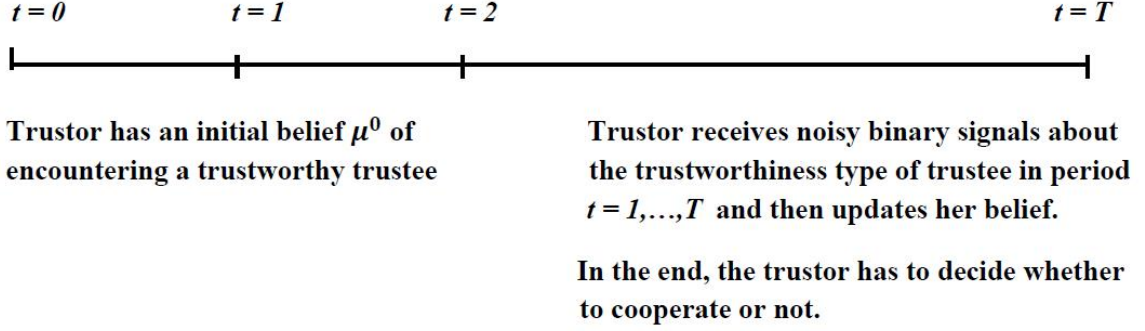 t = 0 t = 1 t = 2 t = T
Trustor has an initial belief μ⁰ of
encountering a trustworthy trustee
Trustor receives noisy binary signals about
the trustworthiness type of trustee in period
t = 1,…,T and then updates her belief.
In the end, the trustor has to decide whether
to cooperate or not.